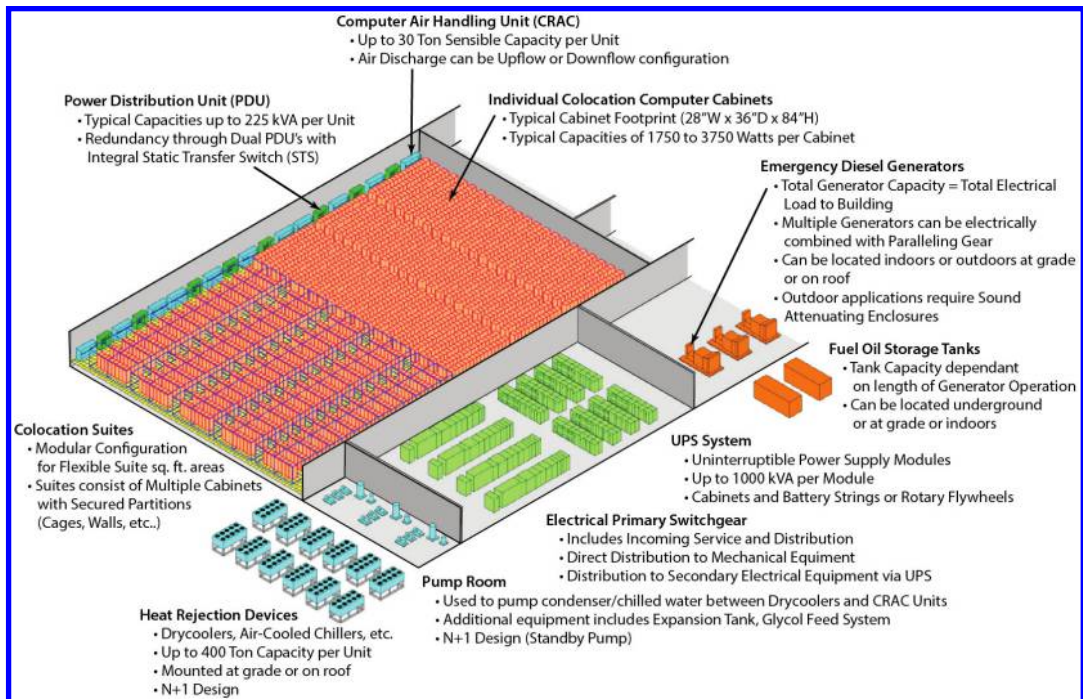 Computer Air Handling Unit (CRAC)
• Up to 30 Ton Sensible Capacity per Unit
• Air Discharge can be Upflow or Downflow configuration
Power Distribution Unit (PDU)
• Typical Capacities up to 225 kVA per Unit
• Redundancy through Dual PDU's with
Integral Static Transfer Switch (STS)
Individual Colocation Computer Cabinets
• Typical Cabinet Footprint (28"W x 36"D x 84"H)
• Typical Capacities of 1750 to 3750 Watts per Cabinet
Emergency Diesel Generators
• Total Generator Capacity = Total Electrical
Load to Building
• Multiple Generators can be electrically
combined with Paralleling Gear
• Can be located indoors or outdoors at grade
or on roof
• Outdoor applications require Sound
Attenuating Enclosures
Fuel Oil Storage Tanks
• Tank Capacity dependant
on length of Generator Operation
• Can be located underground
or at grade or indoors
Colocation Suites
• Modular Configuration
for Flexible Suite sq. ft. areas
• Suites consist of Multiple Cabinets
with Secured Partitions
(Cages, Walls, etc..)
UPS System
• Uninterruptible Power Supply Modules
• Up to 1000 kVA per Module
• Cabinets and Battery Strings or Rotary Flywheels
Electrical Primary Switchgear
• Includes Incoming Service and Distribution
• Direct Distribution to Mechanical Equiment
• Distribution to Secondary Electrical Equipment via UPS
Pump Room
• Used to pump condenser/chilled water between Drycoolers and CRAC Units
• Additional equipment includes Expansion Tank, Glycol Feed System
• N+1 Design (Standby Pump)
Heat Rejection Devices
• Drycoolers, Air-Cooled Chillers, etc.
• Up to 400 Ton Capacity per Unit
• Mounted at grade or on roof
• N+1 Design